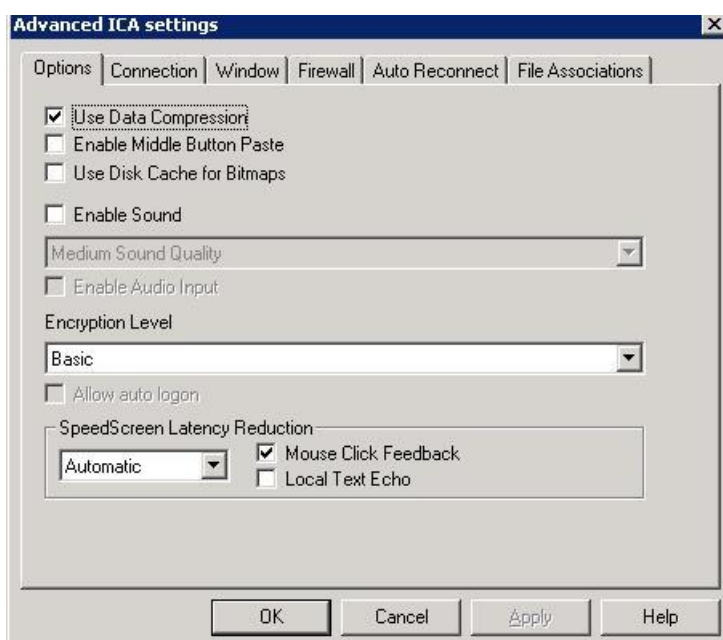 Advanced ICA settings
Options Connection Window Firewall Auto Reconnect File Associations
Use Data Compression
Enable Middle Button Paste
Use Disk Cache for Bitmaps
Enable Sound
Medium Sound Quality
Enable Audio Input
Encryption Level
Basic
Allow auto logon
SpeedScreen Latency Reduction
Automatic
Mouse Click Feedback
Local Text Echo
OK Cancel Apply Help